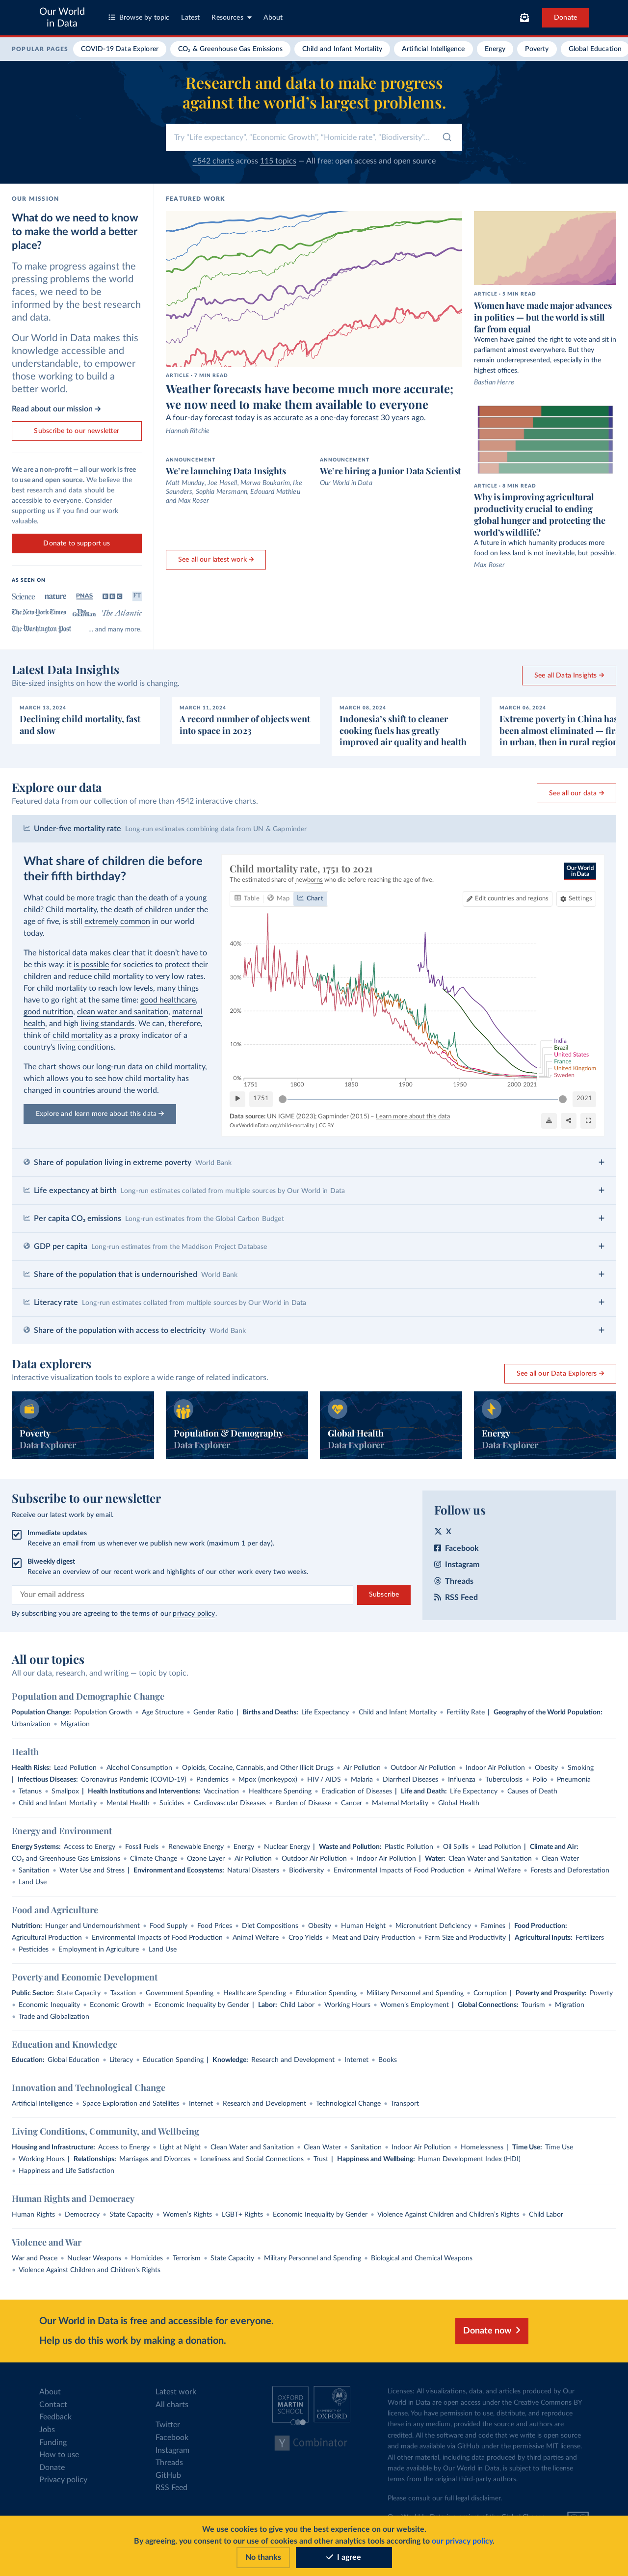 Our World
in Data
Browse by topic
Latest
Resources
About
Donate
POPULAR PAGES
COVID-19 Data Explorer
CO₂ & Greenhouse Gas Emissions
Child and Infant Mortality
Artificial Intelligence
Energy
Poverty
Global Education
Research and data to make progress
against the world's largest problems.
Try "Life expectancy", "Economic Growth", "Homicide rate", "Biodiversity"...
4542 charts across 115 topics — All free: open access and open source
OUR MISSION
What do we need to know
to make the world a better
place?
To make progress against the
pressing problems the world
faces, we need to be
informed by the best research
and data.
Our World in Data makes this
knowledge accessible and
understandable, to empower
those working to build a
better world.
Read about our mission →
Subscribe to our newsletter
We are a non-profit — all our work is free
to use and open source. We believe the
best research and data should be
accessible to everyone. Consider
supporting us if you find our work
valuable.
Donate to support us
AS SEEN ON
Science
nature
PNAS
BBC
FT
The New York Times
The Guardian
The Atlantic
The Washington Post
... and many more.
FEATURED WORK
ARTICLE · 7 MIN READ
Weather forecasts have become much more accurate;
we now need to make them available to everyone
A four-day forecast today is as accurate as a one-day forecast 30 years ago.
Hannah Ritchie
ANNOUNCEMENT
We're launching Data Insights
Matt Munday, Joe Hasell, Marwa Boukarim, Ike
Saunders, Sophia Mersmann, Edouard Mathieu
and Max Roser
ANNOUNCEMENT
We're hiring a Junior Data Scientist
Our World in Data
See all our latest work →
ARTICLE · 5 MIN READ
Women have made major advances
in politics — but the world is still
far from equal
Women have gained the right to vote and sit in
parliament almost everywhere. But they
remain underrepresented, especially in the
highest offices.
Bastian Herre
ARTICLE · 8 MIN READ
Why is improving agricultural
productivity crucial to ending
global hunger and protecting the
world's wildlife?
A future in which humanity produces more
food on less land is not inevitable, but possible.
Max Roser
Latest Data Insights
Bite-sized insights on how the world is changing.
See all Data Insights →
MARCH 13, 2024
Declining child mortality, fast
and slow
MARCH 11, 2024
A record number of objects went
into space in 2023
MARCH 08, 2024
Indonesia's shift to cleaner
cooking fuels has greatly
improved air quality and health
MARCH 06, 2024
Extreme poverty in China has
been almost eliminated — fir
in urban, then in rural region
Explore our data
Featured data from our collection of more than 4542 interactive charts.
See all our data →
Under-five mortality rate Long-run estimates combining data from UN & Gapminder
What share of children die before
their fifth birthday?
What could be more tragic than the death of a young
child? Child mortality, the death of children under the
age of five, is still extremely common in our world
today.
The historical data makes clear that it doesn't have to
be this way: it is possible for societies to protect their
children and reduce child mortality to very low rates.
For child mortality to reach low levels, many things
have to go right at the same time: good healthcare,
good nutrition, clean water and sanitation, maternal
health, and high living standards. We can, therefore,
think of child mortality as a proxy indicator of a
country's living conditions.
The chart shows our long-run data on child mortality,
which allows you to see how child mortality has
changed in countries around the world.
Explore and learn more about this data →
Child mortality rate, 1751 to 2021
The estimated share of newborns who die before reaching the age of five.
Our World
in Data
Table
Map
Chart
Edit countries and regions
Settings
40%
30%
20%
10%
0%
1751
1800
1850
1900
1950
2000
2021
India
Brazil
United States
France
United Kingdom
Sweden
1751
2021
Data source: UN IGME (2023); Gapminder (2015) – Learn more about this data
OurWorldInData.org/child-mortality | CC BY
Share of population living in extreme poverty World Bank
Life expectancy at birth Long-run estimates collated from multiple sources by Our World in Data
Per capita CO₂ emissions Long-run estimates from the Global Carbon Budget
GDP per capita Long-run estimates from the Maddison Project Database
Share of the population that is undernourished World Bank
Literacy rate Long-run estimates collated from multiple sources by Our World in Data
Share of the population with access to electricity World Bank
Data explorers
Interactive visualization tools to explore a wide range of related indicators.
See all our Data Explorers →
Poverty
Data Explorer
Population & Demography
Data Explorer
Global Health
Data Explorer
Energy
Data Explorer
Subscribe to our newsletter
Receive our latest work by email.
Immediate updates
Receive an email from us whenever we publish new work (maximum 1 per day).
Biweekly digest
Receive an overview of our recent work and highlights of our other work every two weeks.
Your email address
Subscribe
By subscribing you are agreeing to the terms of our privacy policy.
Follow us
X
Facebook
Instagram
Threads
RSS Feed
All our topics
All our data, research, and writing — topic by topic.
Population and Demographic Change
Population Change: Population Growth • Age Structure • Gender Ratio | Births and Deaths: Life Expectancy • Child and Infant Mortality • Fertility Rate | Geography of the World Population:
Urbanization • Migration
Health
Health Risks: Lead Pollution • Alcohol Consumption • Opioids, Cocaine, Cannabis, and Other Illicit Drugs • Air Pollution • Outdoor Air Pollution • Indoor Air Pollution • Obesity • Smoking
| Infectious Diseases: Coronavirus Pandemic (COVID-19) • Pandemics • Mpox (monkeypox) • HIV / AIDS • Malaria • Diarrheal Diseases • Influenza • Tuberculosis • Polio • Pneumonia
• Tetanus • Smallpox | Health Institutions and Interventions: Vaccination • Healthcare Spending • Eradication of Diseases | Life and Death: Life Expectancy • Causes of Death
• Child and Infant Mortality • Mental Health • Suicides • Cardiovascular Diseases • Burden of Disease • Cancer • Maternal Mortality • Global Health
Energy and Environment
Energy Systems: Access to Energy • Fossil Fuels • Renewable Energy • Energy • Nuclear Energy | Waste and Pollution: Plastic Pollution • Oil Spills • Lead Pollution | Climate and Air:
CO₂ and Greenhouse Gas Emissions • Climate Change • Ozone Layer • Air Pollution • Outdoor Air Pollution • Indoor Air Pollution | Water: Clean Water and Sanitation • Clean Water
• Sanitation • Water Use and Stress | Environment and Ecosystems: Natural Disasters • Biodiversity • Environmental Impacts of Food Production • Animal Welfare • Forests and Deforestation
• Land Use
Food and Agriculture
Nutrition: Hunger and Undernourishment • Food Supply • Food Prices • Diet Compositions • Obesity • Human Height • Micronutrient Deficiency • Famines | Food Production:
Agricultural Production • Environmental Impacts of Food Production • Animal Welfare • Crop Yields • Meat and Dairy Production • Farm Size and Productivity | Agricultural Inputs: Fertilizers
• Pesticides • Employment in Agriculture • Land Use
Poverty and Economic Development
Public Sector: State Capacity • Taxation • Government Spending • Healthcare Spending • Education Spending • Military Personnel and Spending • Corruption | Poverty and Prosperity: Poverty
• Economic Inequality • Economic Growth • Economic Inequality by Gender | Labor: Child Labor • Working Hours • Women's Employment | Global Connections: Tourism • Migration
• Trade and Globalization
Education and Knowledge
Education: Global Education • Literacy • Education Spending | Knowledge: Research and Development • Internet • Books
Innovation and Technological Change
Artificial Intelligence • Space Exploration and Satellites • Internet • Research and Development • Technological Change • Transport
Living Conditions, Community, and Wellbeing
Housing and Infrastructure: Access to Energy • Light at Night • Clean Water and Sanitation • Clean Water • Sanitation • Indoor Air Pollution • Homelessness | Time Use: Time Use
• Working Hours | Relationships: Marriages and Divorces • Loneliness and Social Connections • Trust | Happiness and Wellbeing: Human Development Index (HDI)
• Happiness and Life Satisfaction
Human Rights and Democracy
Human Rights • Democracy • State Capacity • Women's Rights • LGBT+ Rights • Economic Inequality by Gender • Violence Against Children and Children's Rights • Child Labor
Violence and War
War and Peace • Nuclear Weapons • Homicides • Terrorism • State Capacity • Military Personnel and Spending • Biological and Chemical Weapons
• Violence Against Children and Children's Rights
Our World in Data is free and accessible for everyone.
Help us do this work by making a donation.
Donate now
About
Contact
Feedback
Jobs
Funding
How to use
Donate
Privacy policy
Latest work
All charts
Twitter
Facebook
Instagram
Threads
GitHub
RSS Feed
OXFORD
MARTIN
SCHOOL
UNIVERSITY OF
OXFORD
Y Combinator
Licenses: All visualizations, data, and articles produced by Our
World in Data are open access under the Creative Commons BY
license. You have permission to use, distribute, and reproduce
these in any medium, provided the source and authors are
credited. All the software and code that we write is open source
and made available via GitHub under the permissive MIT license.
All other material, including data produced by third parties and
made available by Our World in Data, is subject to the license
terms from the original third-party authors.
Please consult our full legal disclaimer.
We use cookies to give you the best experience on our website.
By agreeing, you consent to our use of cookies and other analytics tools according to our privacy policy.
No thanks
I agree